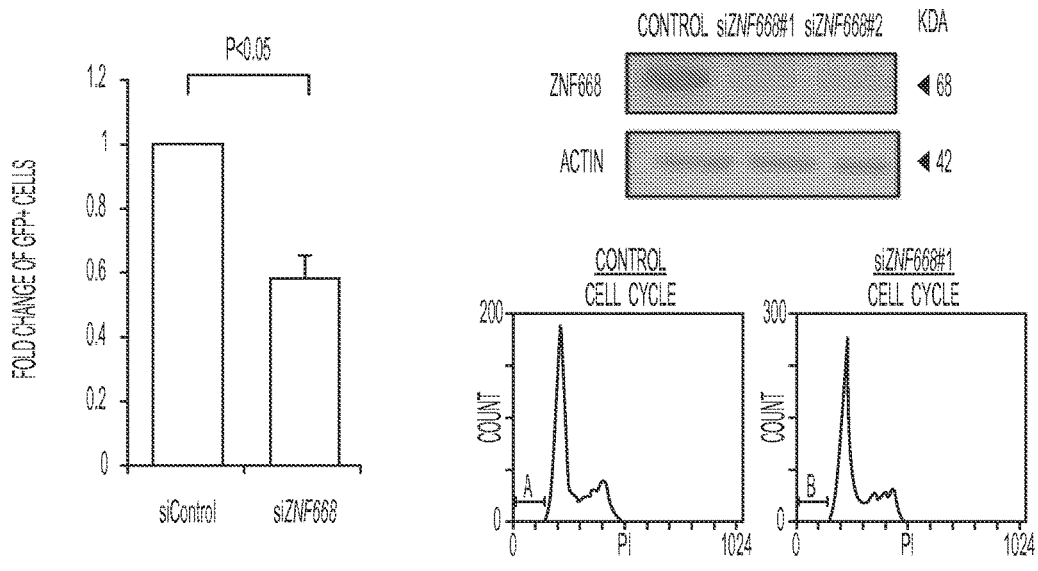 P<0.05
1.2
1
0.8
0.6
0.4
0.2
0
FOLD CHANGE OF GFP+ CELLS
siControl
siZNF668
CONTROL siZNF668#1 siZNF668#2 KDA
ZNF668 68
ACTIN 42
CONTROL
CELL CYCLE
200
COUNT
A
0
0 PI 1024
siZNF668#1
CELL CYCLE
300
COUNT
B
0
0 PI 1024